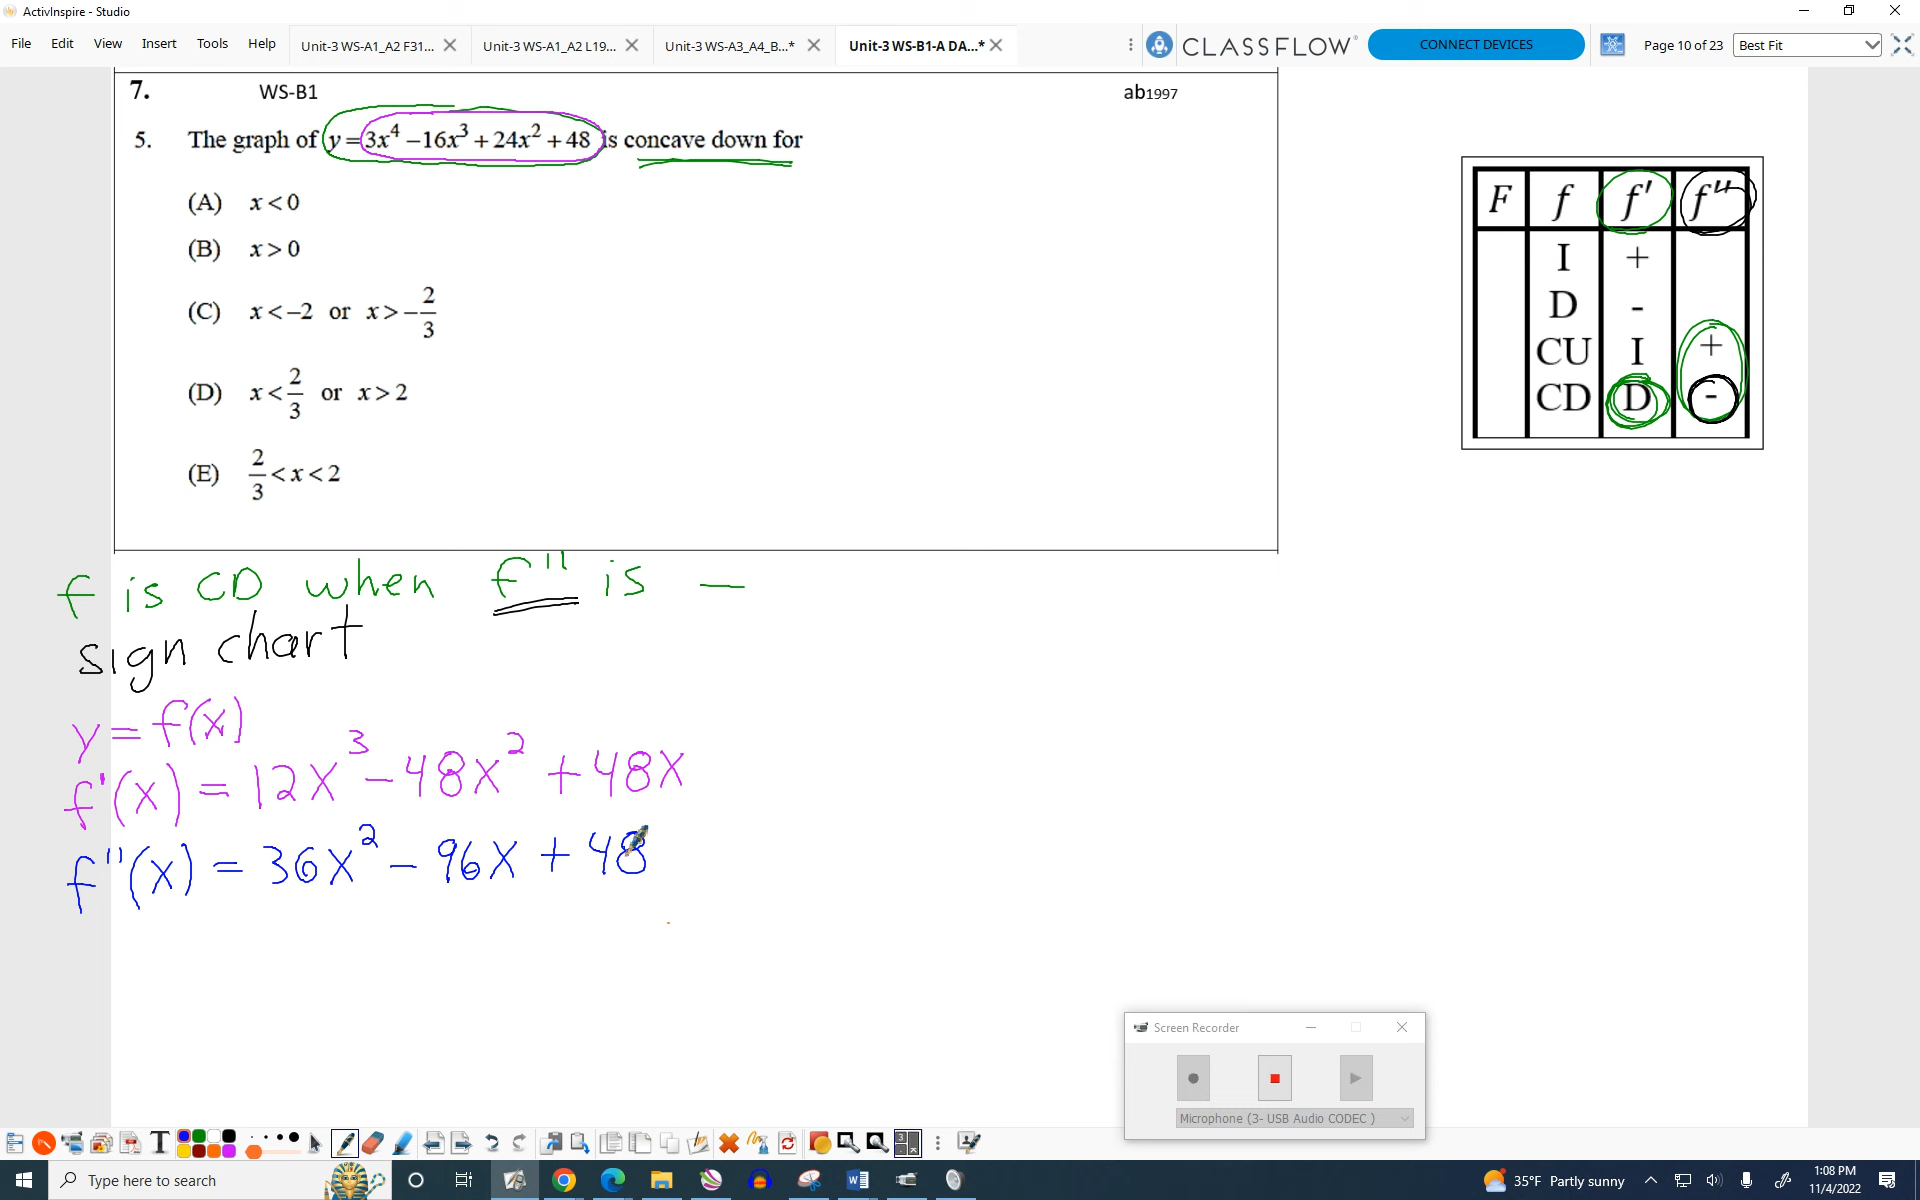 ActivInspire - Studio
File Edit View Insert Tools Help
Unit-3 WS-A1_A2 F31... Unit-3 WS-A1_A2 L19... Unit-3 WS-A3_A4_B...* Unit-3 WS-B1-A DA...*
CLASSFLOW
CONNECT DEVICES
Page 10 of 23 Best Fit
7. WS-B1 ab1997
5. The graph of y = 3x⁴ − 16x³ + 24x² + 48 is concave down for
(A) x < 0
(B) x > 0
(C) x < −2 or x > −2/3
(D) x < 2/3 or x > 2
(E) 2/3 < x < 2
F f f' f''
I +
D -
CU I +
CD D -
f is CD when f'' is −
sign chart
y = f(x)
f'(x) = 12x³ − 48x² + 48x
f''(x) = 36x² − 96x + 48
Screen Recorder
Microphone (3- USB Audio CODEC )
T
Type here to search
35°F Partly sunny
1:08 PM
11/4/2022